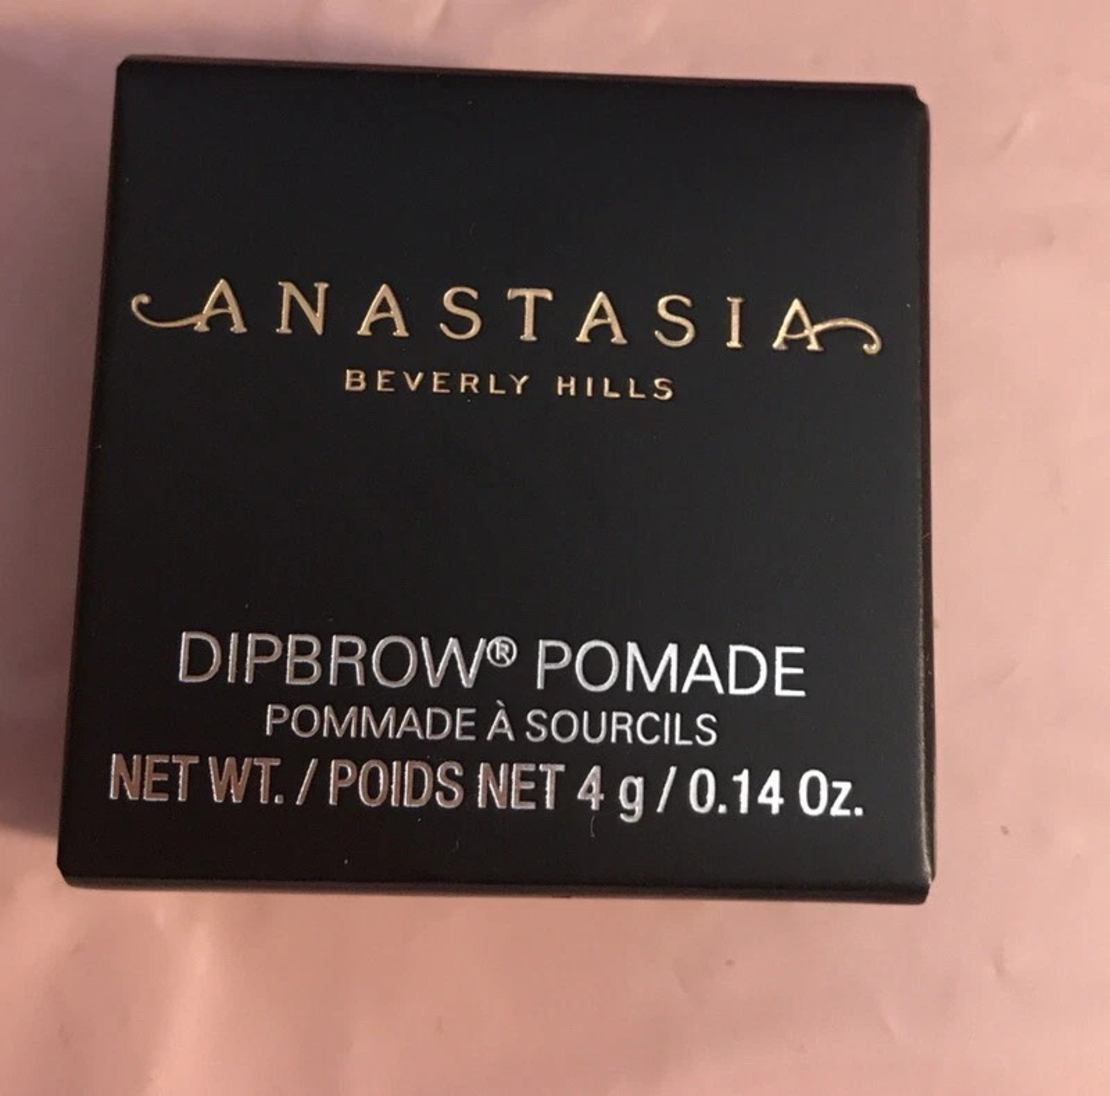 ANASTASIA
BEVERLY HILLS
DIPBROW® POMADE
POMMADE À SOURCILS
NET WT. / POIDS NET 4 g / 0.14 Oz.